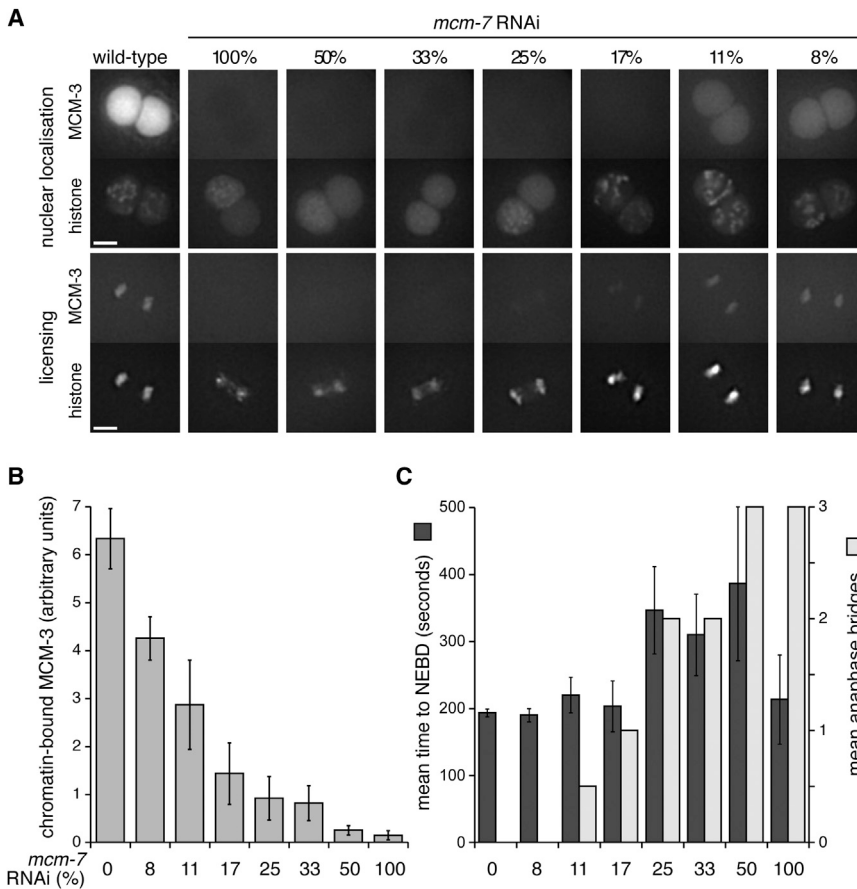 A
mcm-7 RNAi
wild-type 100% 50% 33% 25% 17% 11% 8%
nuclear localisation
MCM-3
histone
licensing
MCM-3
histone
B
chromatin-bound MCM-3 (arbitrary units)
7
6
5
4
3
2
1
0
mcm-7
RNAi (%) 0 8 11 17 25 33 50 100
C
mean time to NEBD (seconds)
500
400
300
200
100
0
3
2
1
0
mean anaphase bridges
0 8 11 17 25 33 50 100